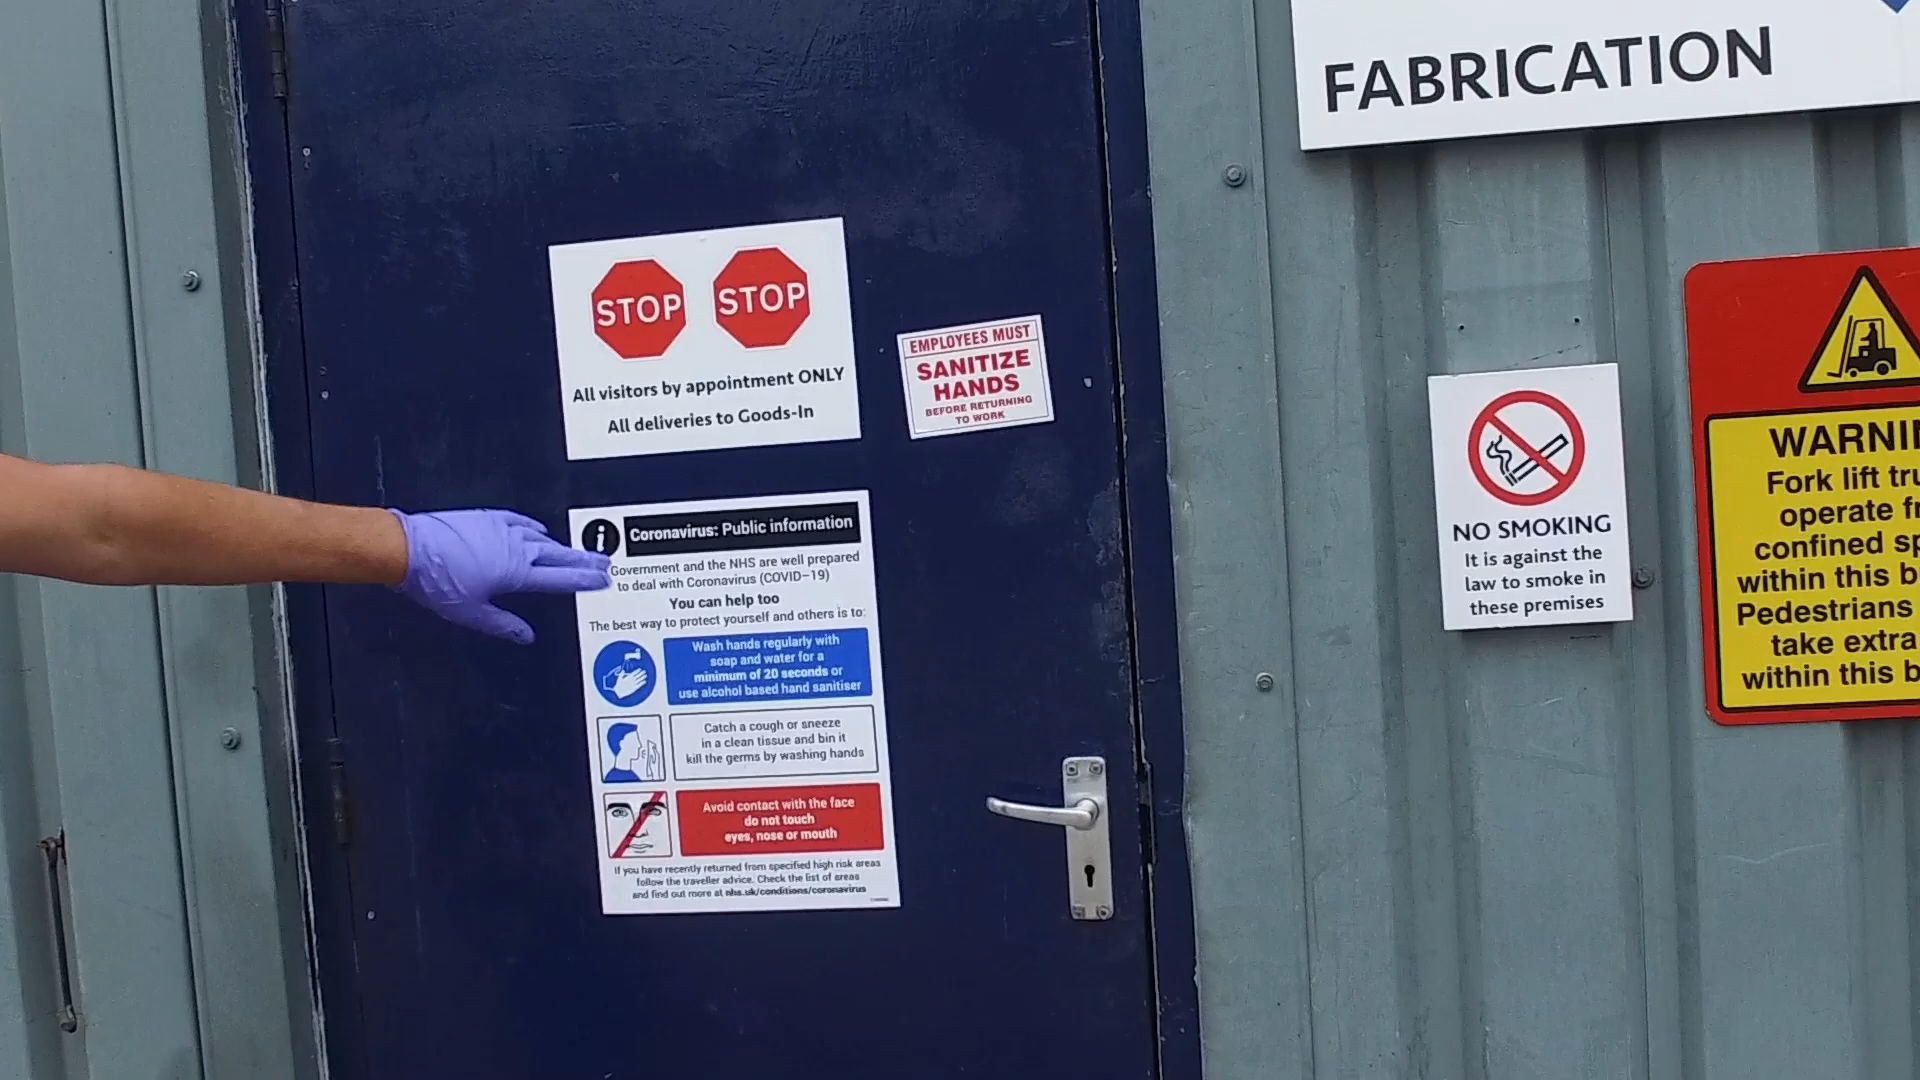 FABRICATION
STOP STOP
All visitors by appointment ONLY
All deliveries to Goods-In
EMPLOYEES MUST
SANITIZE
HANDS
BEFORE RETURNING
TO WORK
i Coronavirus: Public information
Government and the NHS are well prepared
to deal with Coronavirus (COVID–19)
You can help too
The best way to protect yourself and others is to:
Wash hands regularly with
soap and water for a
minimum of 20 seconds or
use alcohol based hand sanitiser
Catch a cough or sneeze
in a clean tissue and bin it
kill the germs by washing hands
Avoid contact with the face
do not touch
eyes, nose or mouth
If you have recently returned from specified high risk areas
follow the traveller advice. Check the list of areas
and find out more at nhs.uk/conditions/coronavirus
NO SMOKING
It is against the
law to smoke in
these premises
WARNI
Fork lift tru
operate f
confined sp
within this b
Pedestrians
take extra
within this b